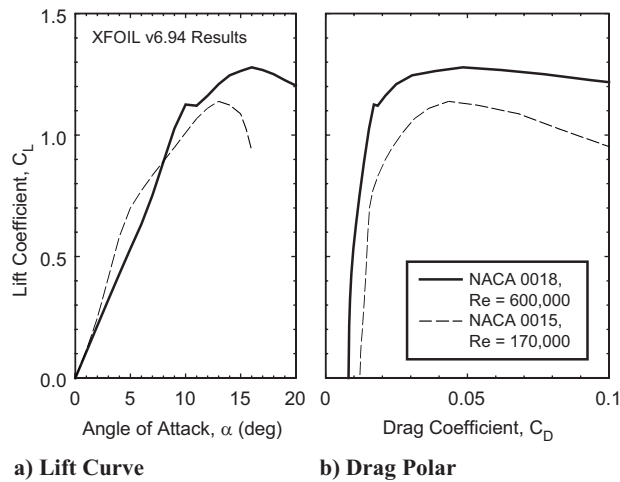 XFOIL v6.94 Results
Lift Coefficient, C_L
1.5
1.0
0.5
0.0
0
5
10
15
20
Angle of Attack, α (deg)
a) Lift Curve
NACA 0018,
Re = 600,000
NACA 0015,
Re = 170,000
0
0.05
0.1
Drag Coefficient, C_D
b) Drag Polar